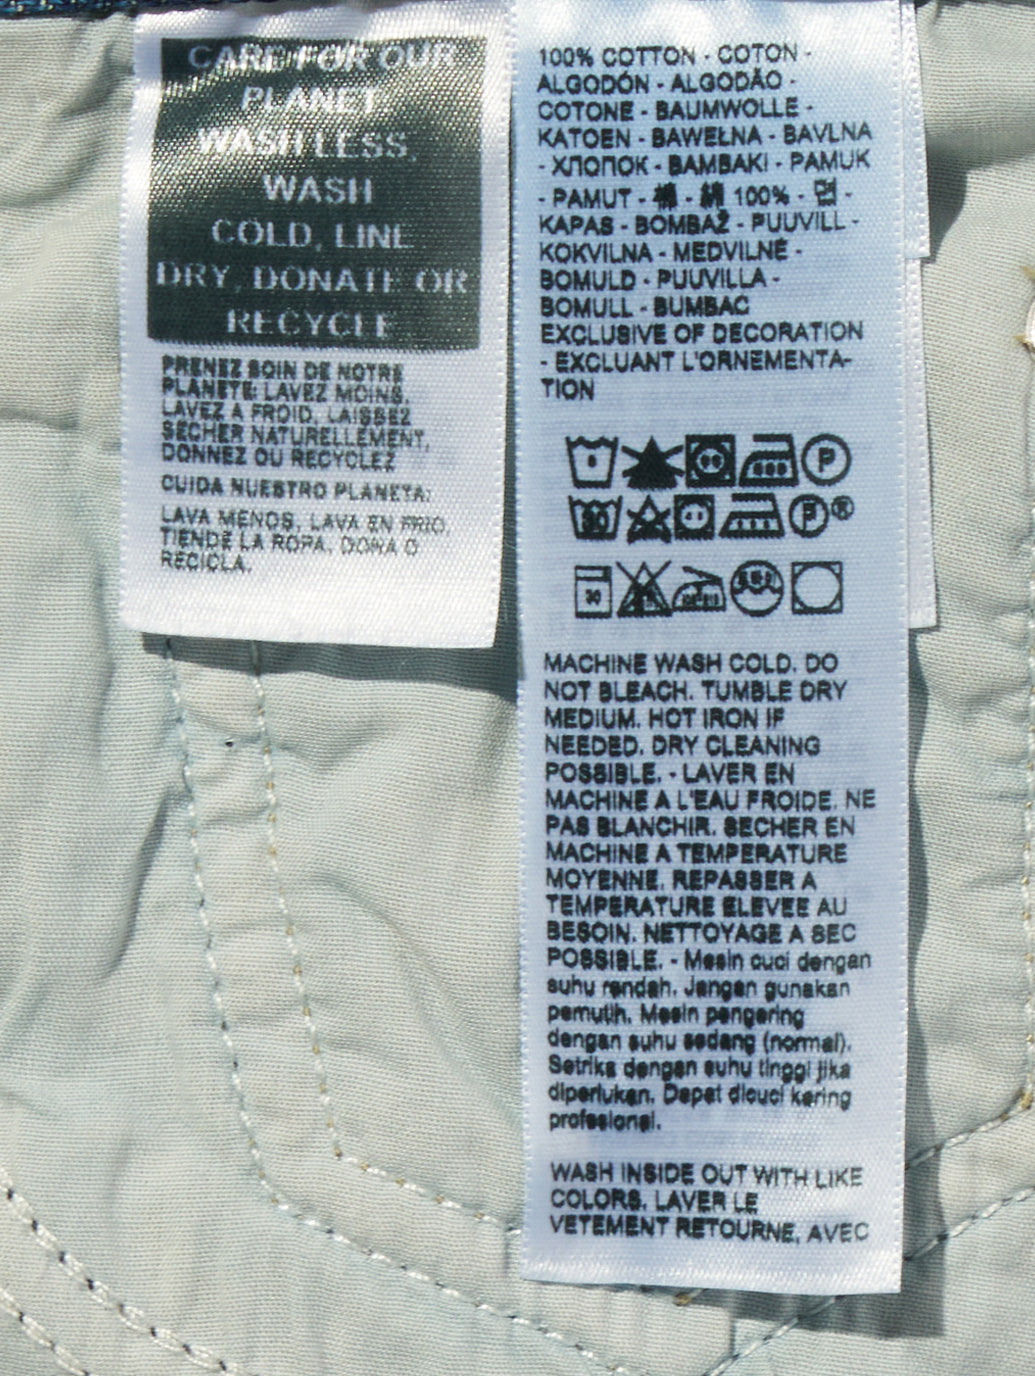 CARE FOR OUR
PLANET
WASH LESS,
WASH
COLD, LINE
DRY, DONATE OR
RECYCLE
PRENEZ SOIN DE NOTRE
PLANETE: LAVEZ MOINS,
LAVEZ A FROID, LAISSEZ
SECHER NATURELLEMENT,
DONNEZ OU RECYCLEZ
CUIDA NUESTRO PLANETA:
LAVA MENOS, LAVA EN FRIO,
TIENDE LA ROPA, DONA O
RECICLA.
100% COTTON - COTON -
ALGODÓN - ALGODÃO -
COTONE - BAUMWOLLE -
KATOEN - BAWEŁNA - BAVLNA
- ХЛОПОК - BAMBAKI - PAMUK
- PAMUT - 棉 - 綿 100% - 면 -
KAPAS - BOMBAŽ - PUUVILL -
KOKVILNA - MEDVILNĖ -
BOMULD - PUUVILLA -
BOMULL - BUMBAC
EXCLUSIVE OF DECORATION
- EXCLUANT L'ORNEMENTA-
TION
P
30 P®
30
MACHINE WASH COLD. DO
NOT BLEACH. TUMBLE DRY
MEDIUM. HOT IRON IF
NEEDED. DRY CLEANING
POSSIBLE. - LAVER EN
MACHINE A L'EAU FROIDE. NE
PAS BLANCHIR. SECHER EN
MACHINE A TEMPERATURE
MOYENNE. REPASSER A
TEMPERATURE ELEVEE AU
BESOIN. NETTOYAGE A SEC
POSSIBLE. - Mesin cuci dengan
suhu rendah. Jangan gunakan
pemutih. Mesin pengering
dengan suhu sedang (normal).
Setrika dengan suhu tinggi jika
diperlukan. Dapat dicuci kering
profesional.
WASH INSIDE OUT WITH LIKE
COLORS. LAVER LE
VETEMENT RETOURNE, AVEC